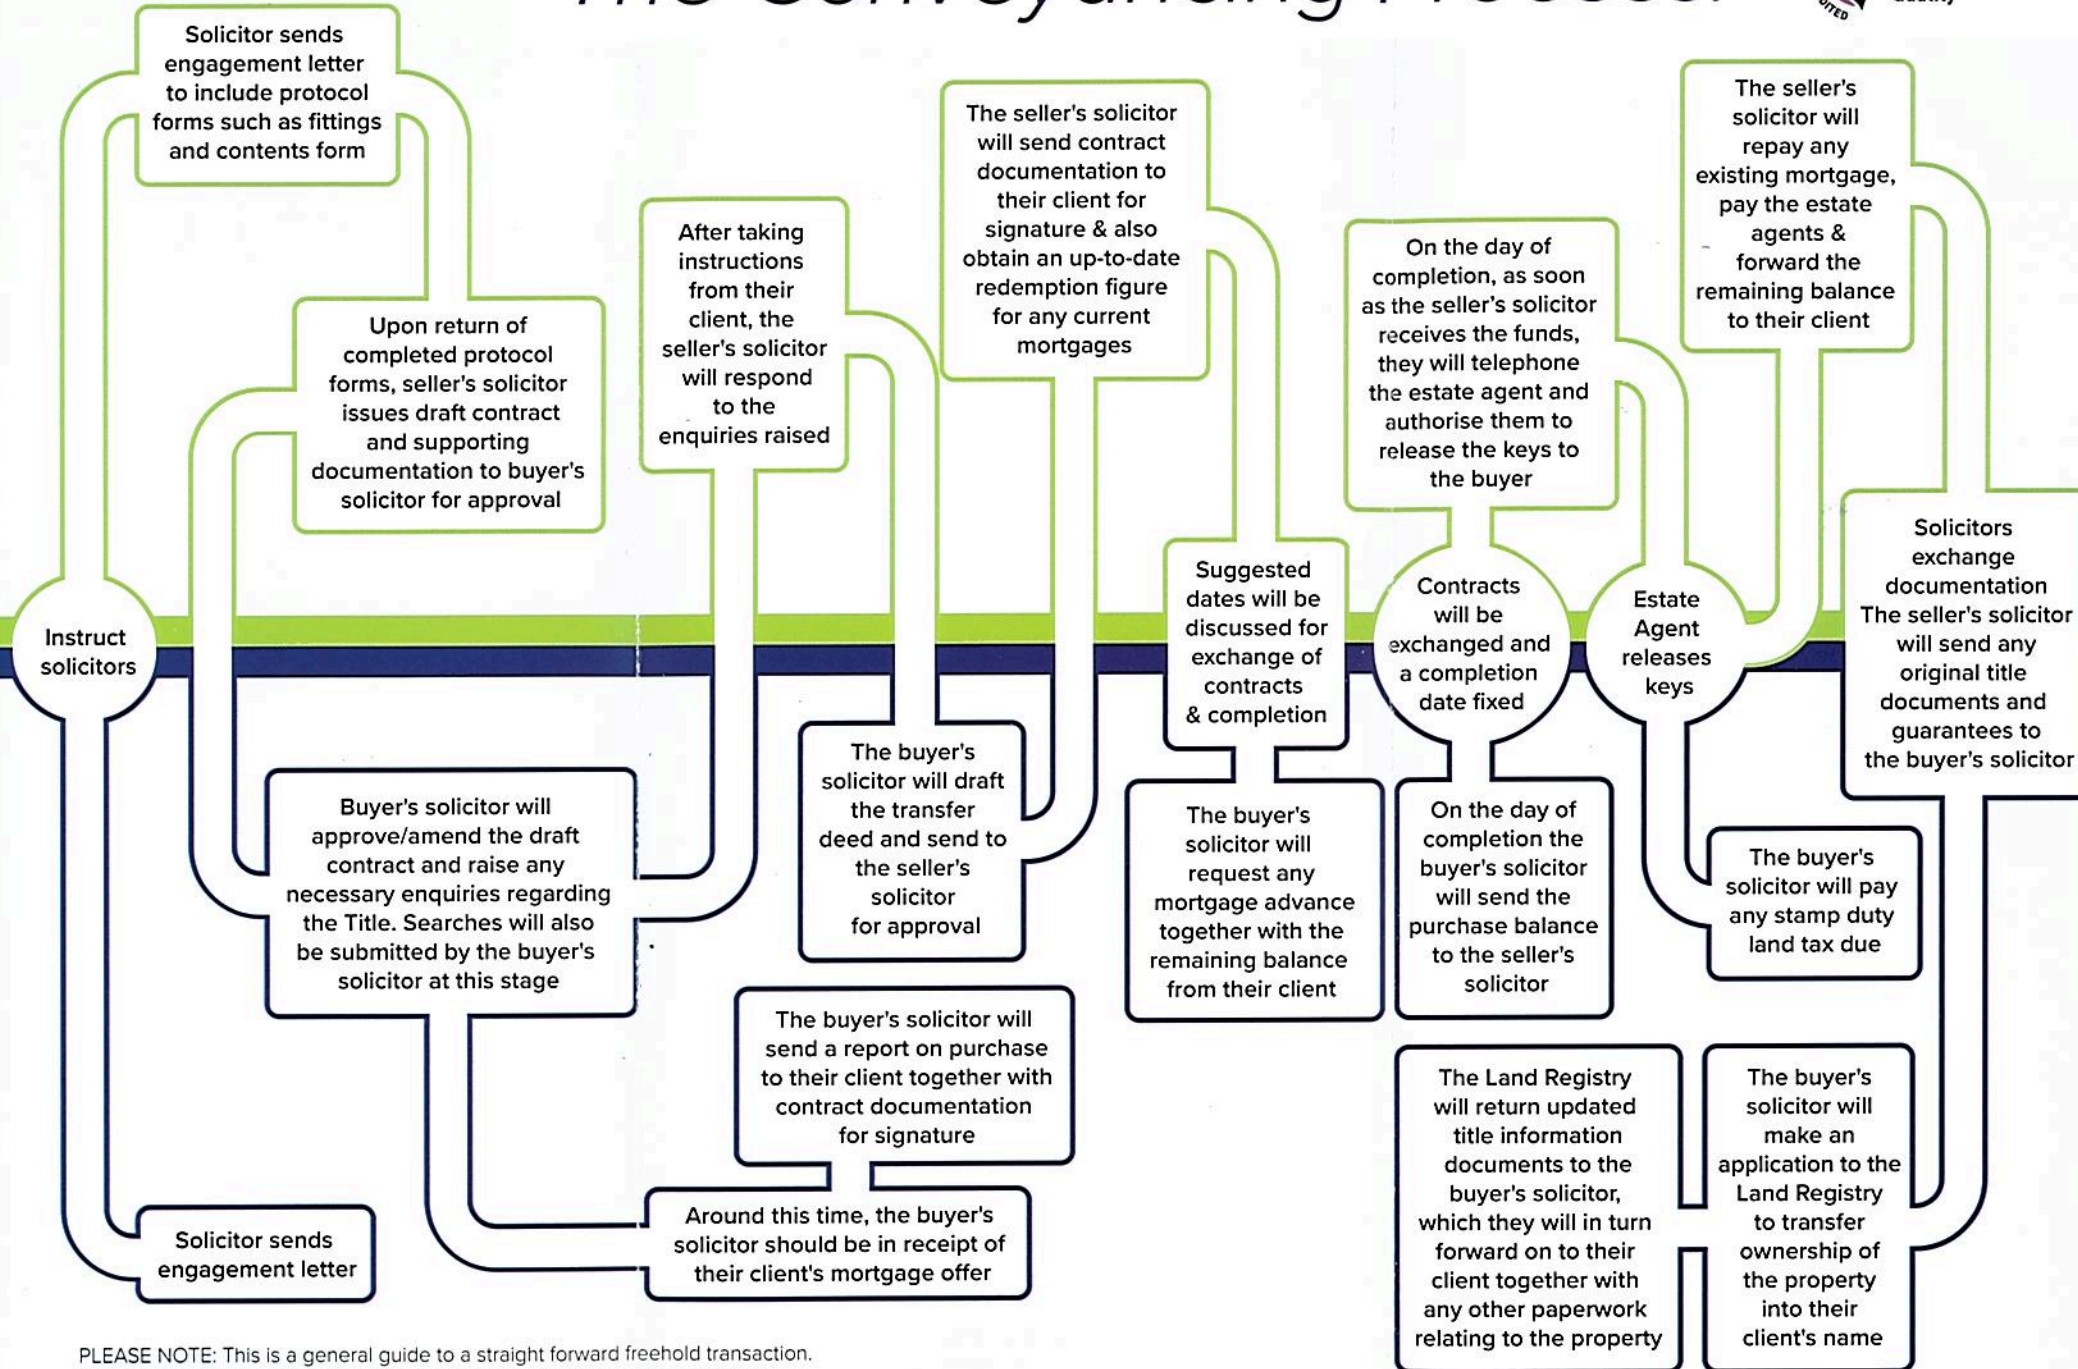 The Conveyancing Process.
Solicitor sends
engagement letter
to include protocol
forms such as fittings
and contents form
Upon return of
completed protocol
forms, seller's solicitor
issues draft contract
and supporting
documentation to buyer's
solicitor for approval
After taking
instructions
from their
client, the
seller's solicitor
will respond
to the
enquiries raised
The seller's solicitor
will send contract
documentation to
their client for
signature & also
obtain an up-to-date
redemption figure
for any current
mortgages
On the day of
completion, as soon
as the seller's solicitor
receives the funds,
they will telephone
the estate agent and
authorise them to
release the keys to
the buyer
The seller's
solicitor will
repay any
existing mortgage,
pay the estate
agents &
forward the
remaining balance
to their client
Instruct
solicitors
Suggested
dates will be
discussed for
exchange of
contracts
& completion
Contracts
will be
exchanged and
a completion
date fixed
Estate
Agent
releases
keys
Solicitors
exchange
documentation
The seller's solicitor
will send any
original title
documents and
guarantees to
the buyer's solicitor
Buyer's solicitor will
approve/amend the draft
contract and raise any
necessary enquiries regarding
the Title. Searches will also
be submitted by the buyer's
solicitor at this stage
The buyer's
solicitor will draft
the transfer
deed and send to
the seller's
solicitor
for approval
The buyer's
solicitor will
request any
mortgage advance
together with the
remaining balance
from their client
On the day of
completion the
buyer's solicitor
will send the
purchase balance
to the seller's
solicitor
The buyer's
solicitor will pay
any stamp duty
land tax due
The buyer's solicitor will
send a report on purchase
to their client together with
contract documentation
for signature
Solicitor sends
engagement letter
Around this time, the buyer's
solicitor should be in receipt of
their client's mortgage offer
The Land Registry
will return updated
title information
documents to the
buyer's solicitor,
which they will in turn
forward on to their
client together with
any other paperwork
relating to the property
The buyer's
solicitor will
make an
application to the
Land Registry
to transfer
ownership of
the property
into their
client's name
PLEASE NOTE: This is a general guide to a straight forward freehold transaction.